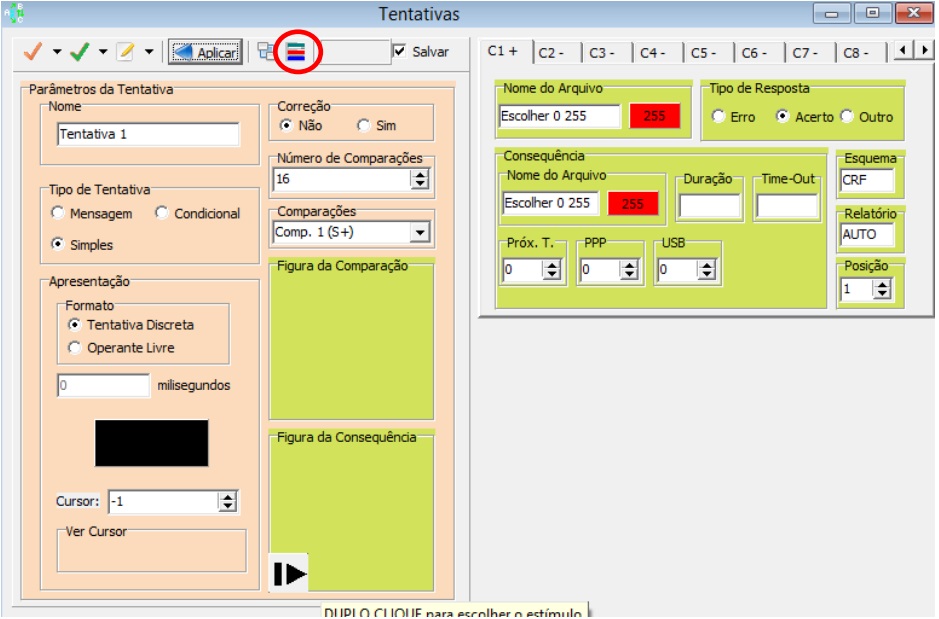 Tentativas
Aplicar
Salvar
Parâmetros da Tentativa
Nome
Tentativa 1
Tipo de Tentativa
Mensagem
Condicional
Simples
Apresentação
Formato
Tentativa Discreta
Operante Livre
0
milisegundos
Cursor:
-1
Ver Cursor
Correção
Não
Sim
Número de Comparações
16
Comparações
Comp. 1 (S+)
Figura da Comparação
Figura da Consequência
DUPLO CLIQUE para escolher o estímulo
C1 +
C2 -
C3 -
C4 -
C5 -
C6 -
C7 -
C8 -
Nome do Arquivo
Escolher 0 255
255
Tipo de Resposta
Erro
Acerto
Outro
Consequência
Nome do Arquivo
Escolher 0 255
255
Duração
Time-Out
Próx. T.
0
PPP
0
USB
0
Esquema
CRF
Relatório
AUTO
Posição
1